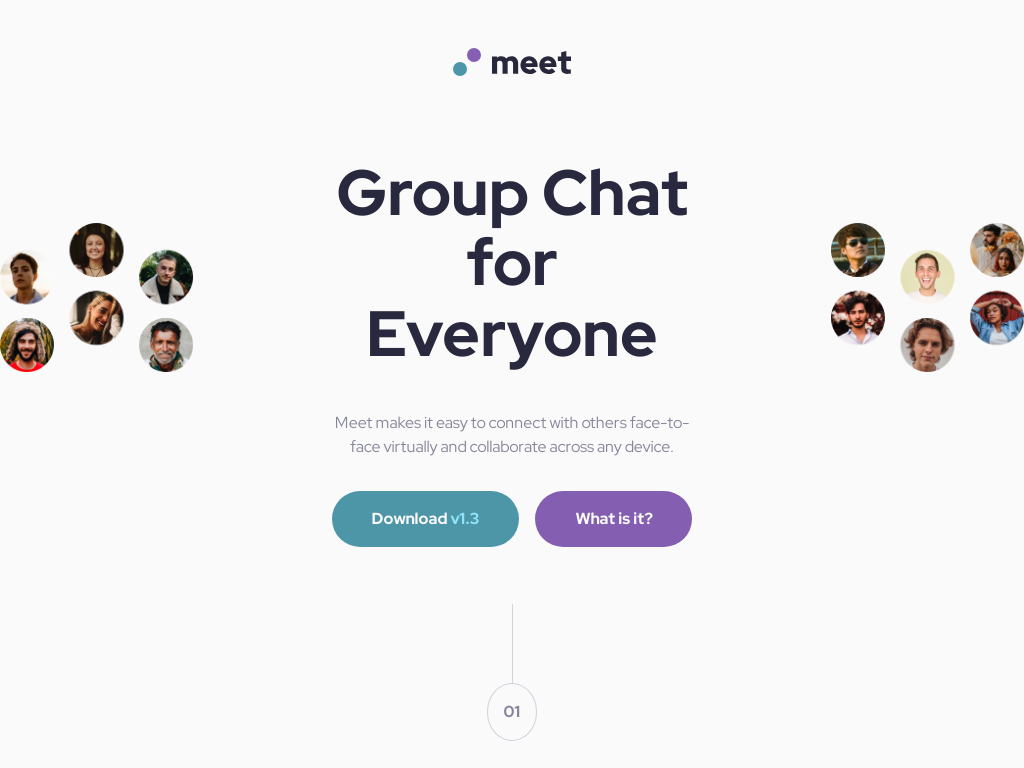 meet
Group Chat
for
Everyone
Meet makes it easy to connect with others face-to-
face virtually and collaborate across any device.
Download v1.3
What is it?
01